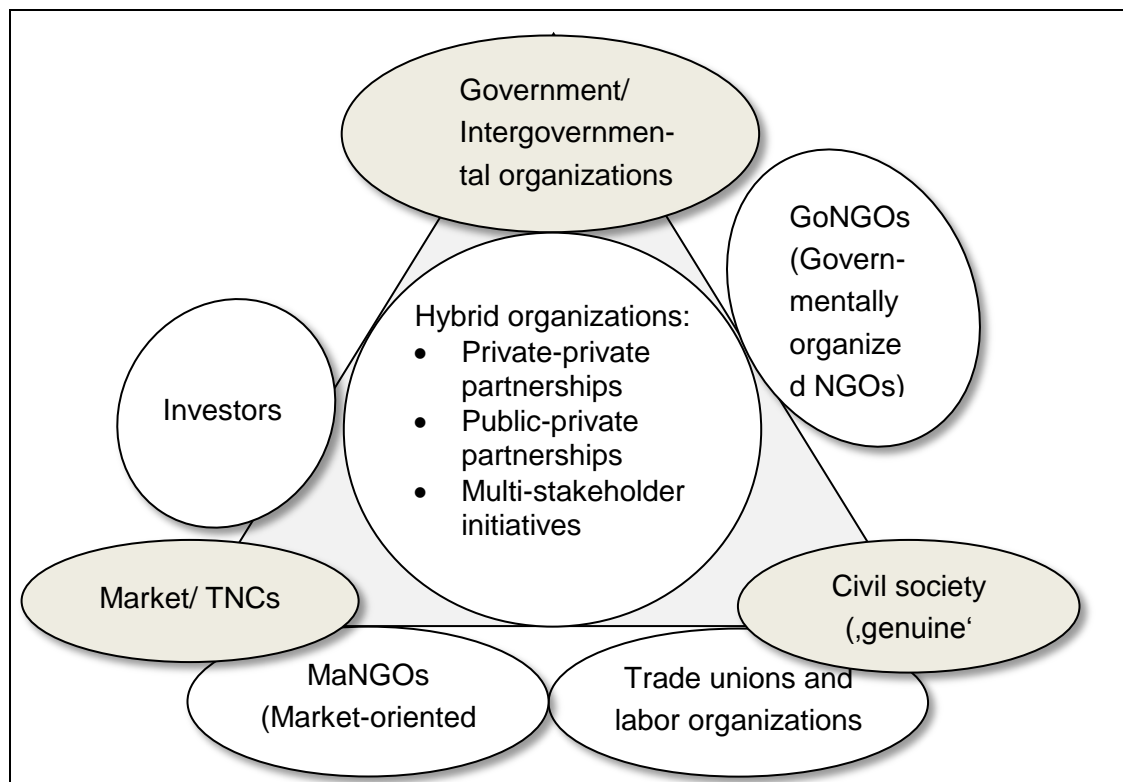 Government/
Intergovernmen-
tal organizations
GoNGOs
(Govern-
mentally
organize
d NGOs)
Hybrid organizations:
• Private-private
partnerships
• Public-private
partnerships
• Multi-stakeholder
initiatives
Investors
Market/ TNCs
Civil society
(‚genuine‘
MaNGOs
(Market-oriented
Trade unions and
labor organizations